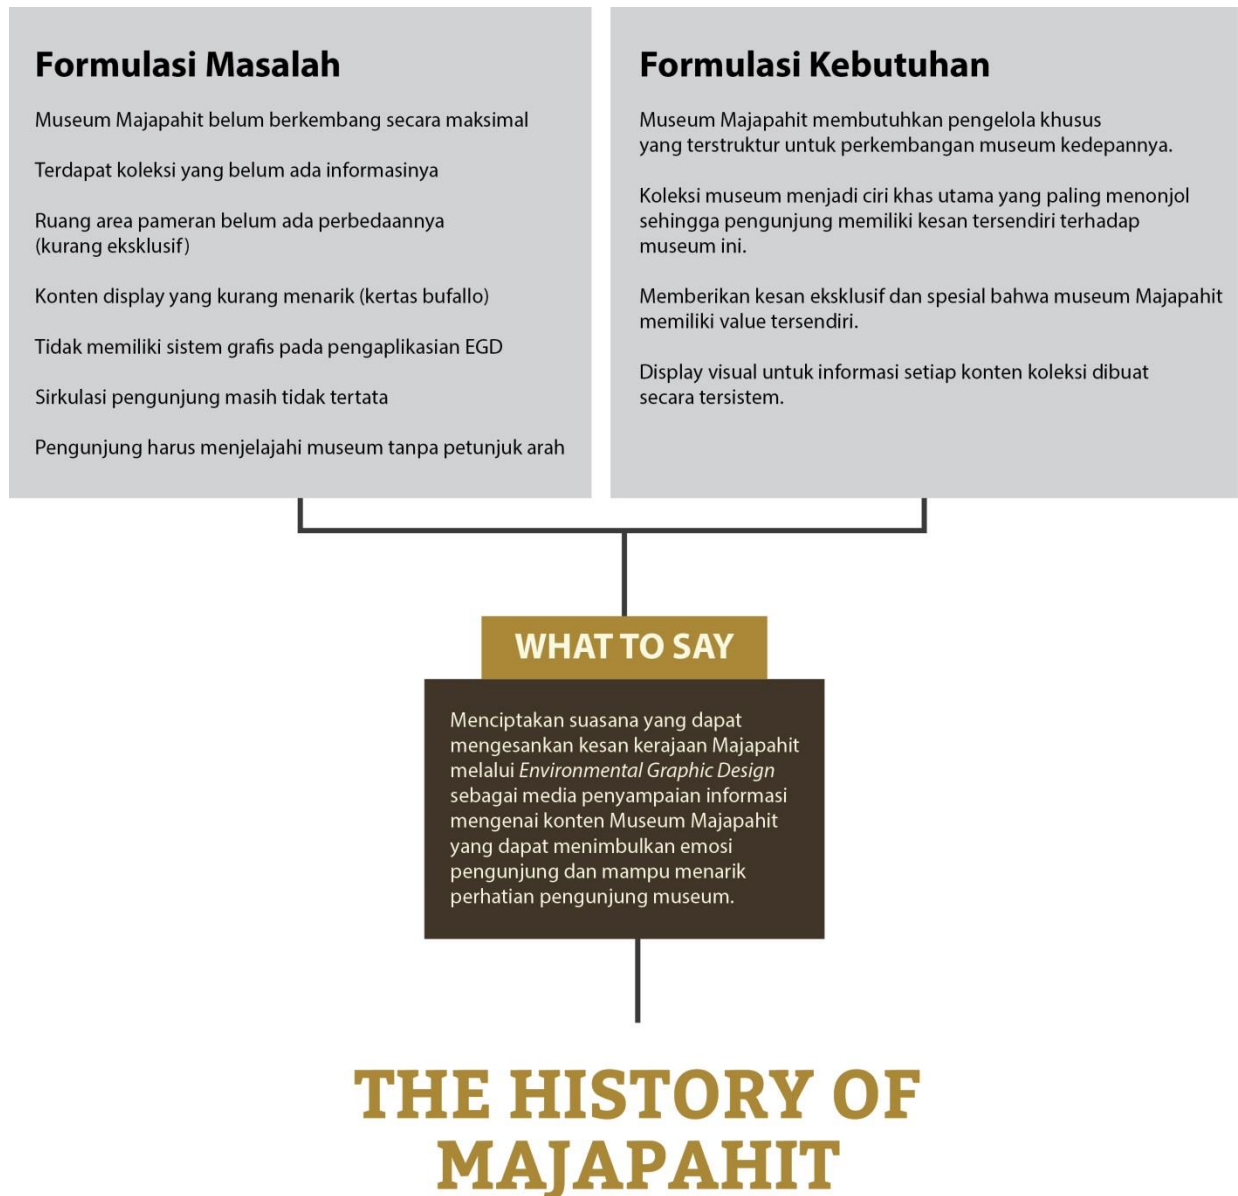 Formulasi Masalah
Museum Majapahit belum berkembang secara maksimal
Terdapat koleksi yang belum ada informasinya
Ruang area pameran belum ada perbedaannya
(kurang eksklusif)
Konten display yang kurang menarik (kertas bufallo)
Tidak memiliki sistem grafis pada pengaplikasian EGD
Sirkulasi pengunjung masih tidak tertata
Pengunjung harus menjelajahi museum tanpa petunjuk arah
Formulasi Kebutuhan
Museum Majapahit membutuhkan pengelola khusus
yang terstruktur untuk perkembangan museum kedepannya.
Koleksi museum menjadi ciri khas utama yang paling menonjol
sehingga pengunjung memiliki kesan tersendiri terhadap
museum ini.
Memberikan kesan eksclusif dan spesial bahwa museum Majapahit
memiliki value tersendiri.
Display visual untuk informasi setiap konten koleksi dibuat
secara tersistem.
WHAT TO SAY
Menciptakan suasana yang dapat
mengesankan kesan kerajaan Majapahit
melalui Environmental Graphic Design
sebagai media penyampaian informasi
mengenai konten Museum Majapahit
yang dapat menimbulkan emosi
pengunjung dan mampu menarik
perhatian pengunjung museum.
THE HISTORY OF
MAJAPAHIT